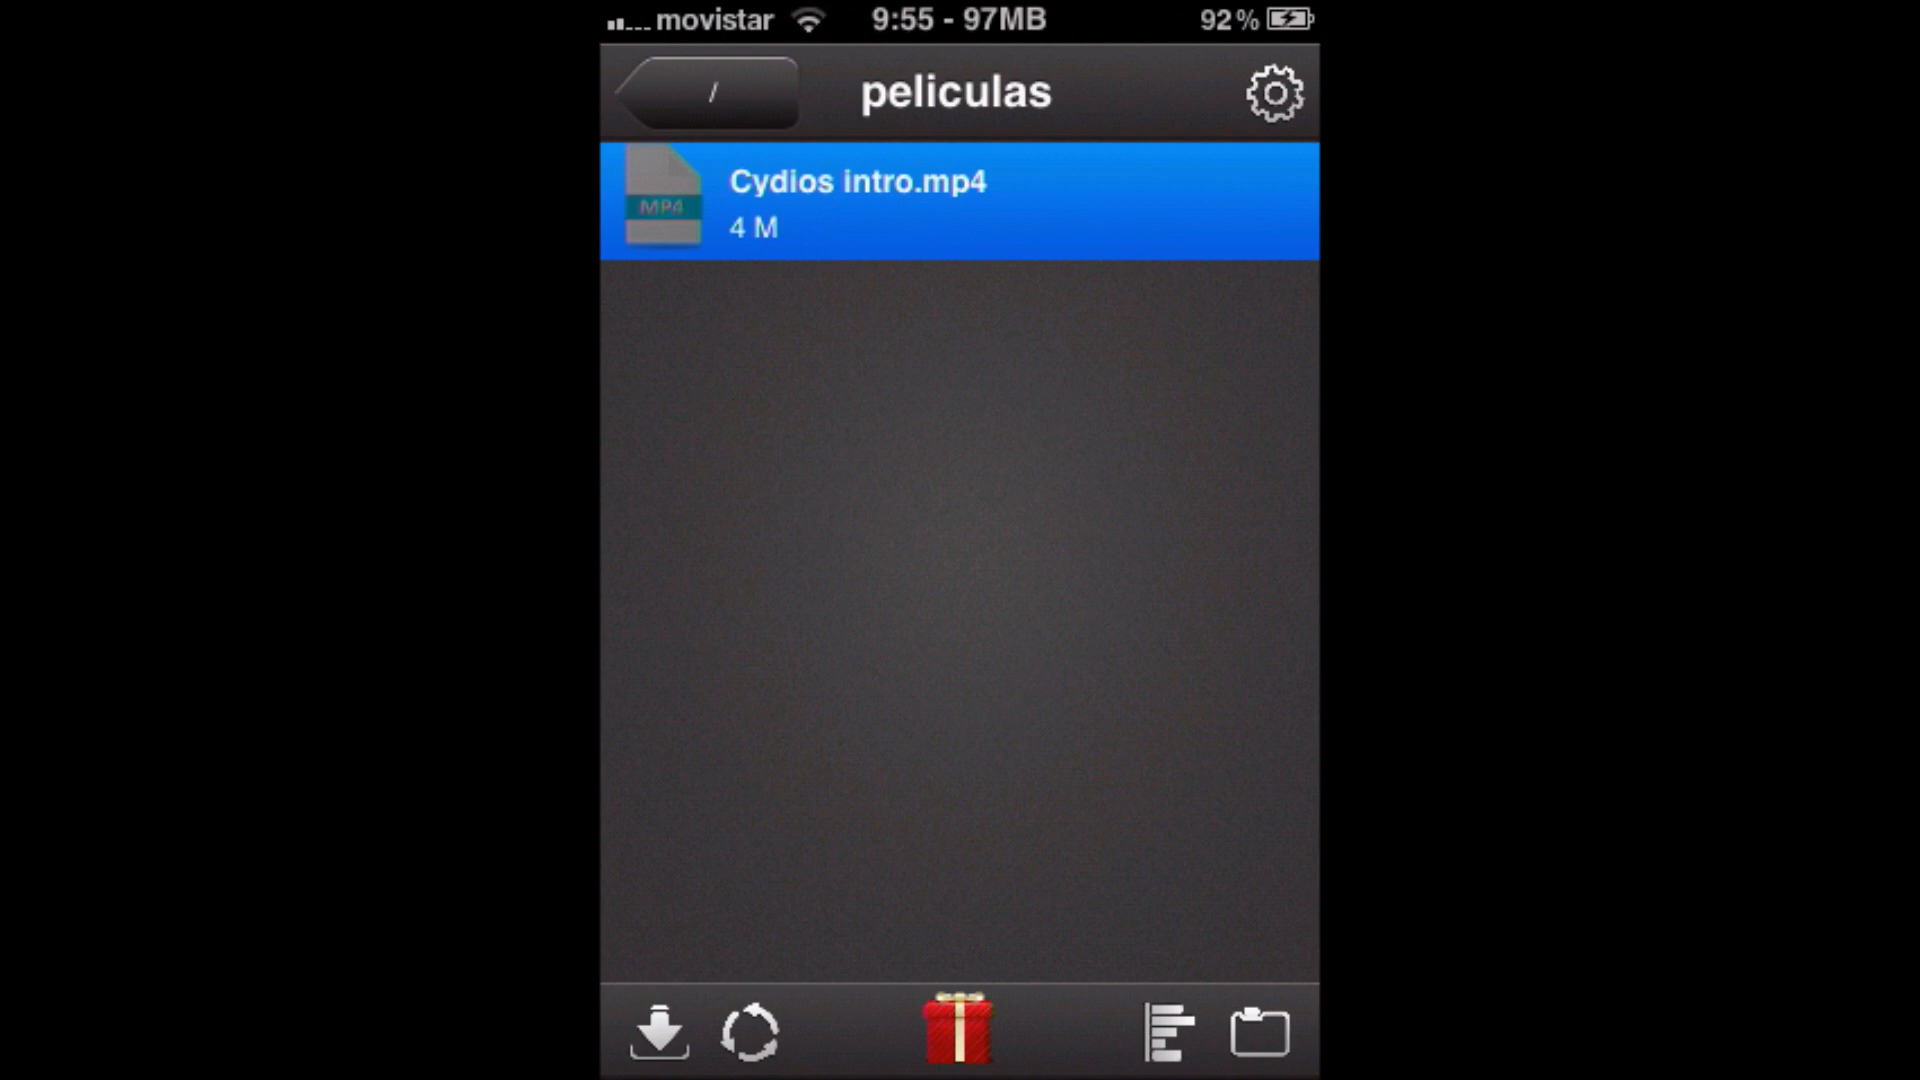 movistar 9:55 - 97MB 92%
/ peliculas
MP4
Cydios intro.mp4
4 M